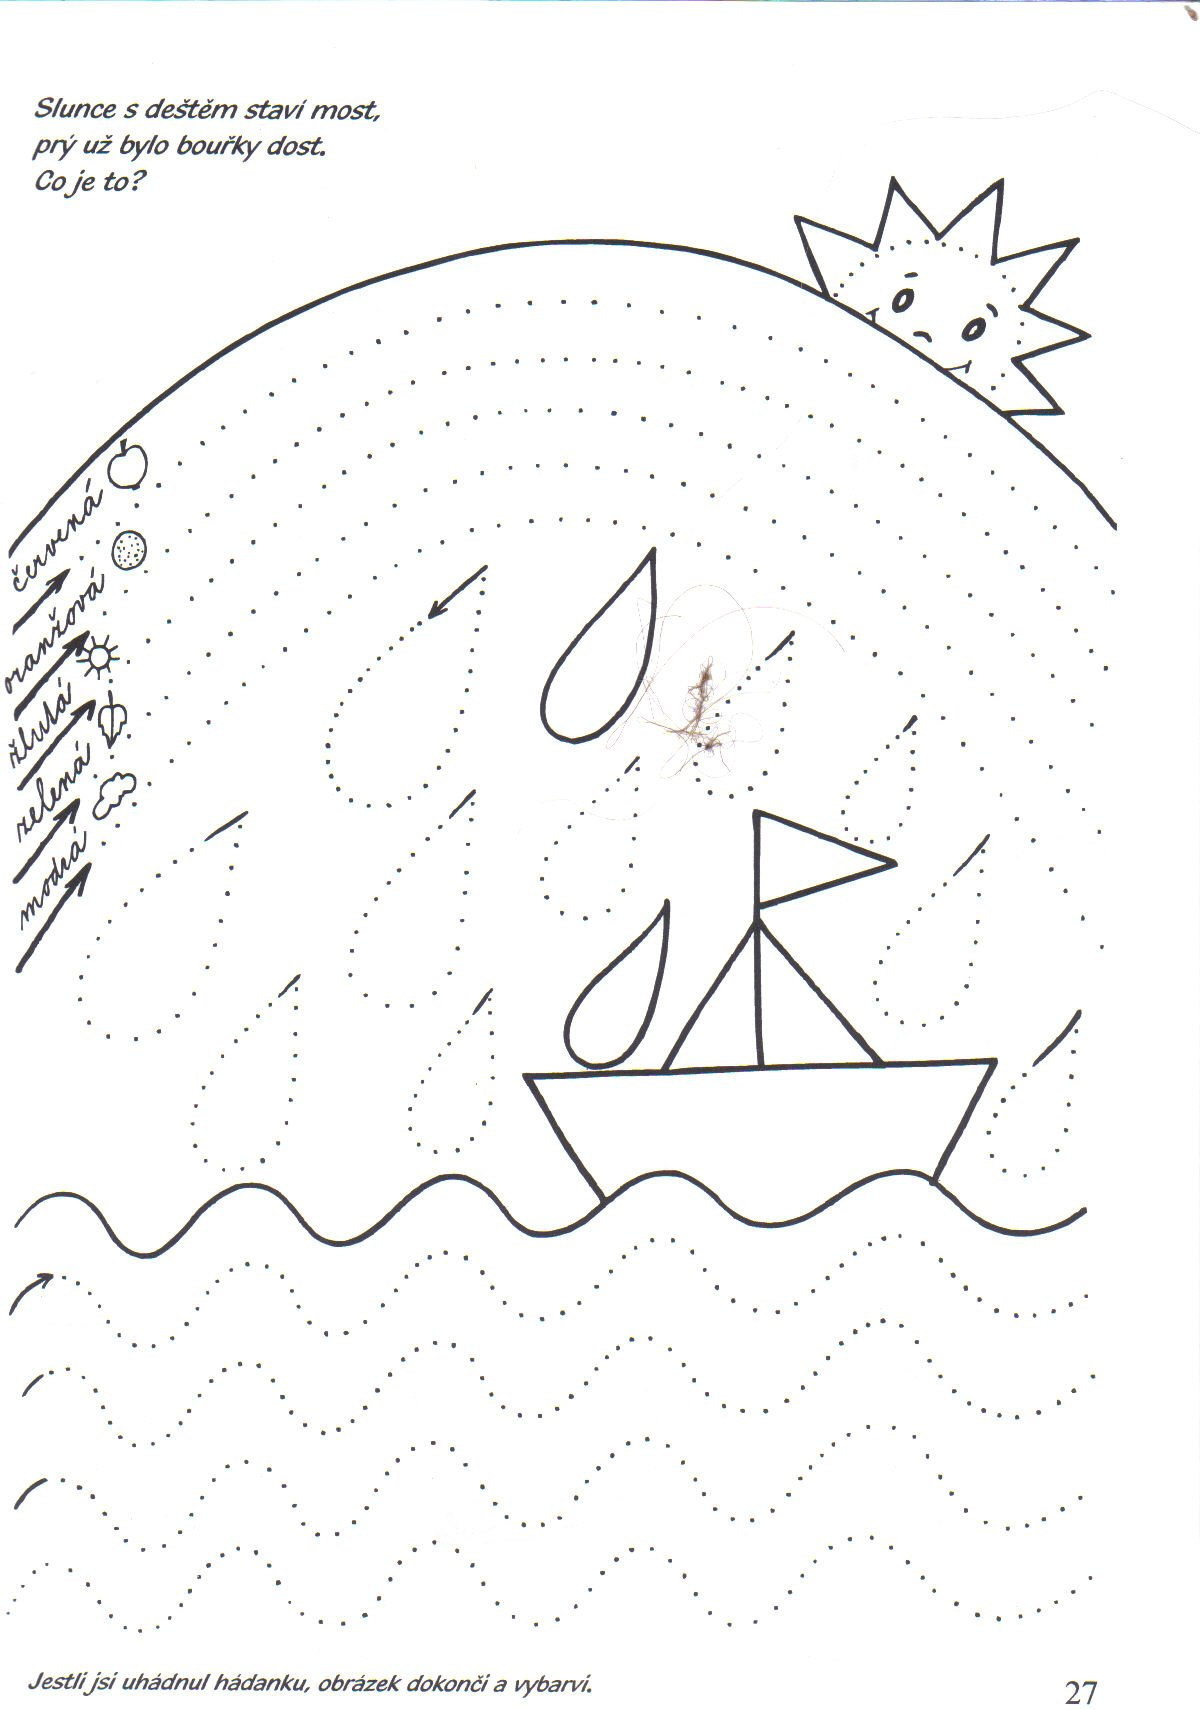 Slunce s deštěm staví most,
prý už bylo bouřky dost.
Co je to?
červená
oranžová
žlutá
zelená
modrá
Jestli jsi uhádnul hádanku, obrázek dokonči a vybarvi.
27